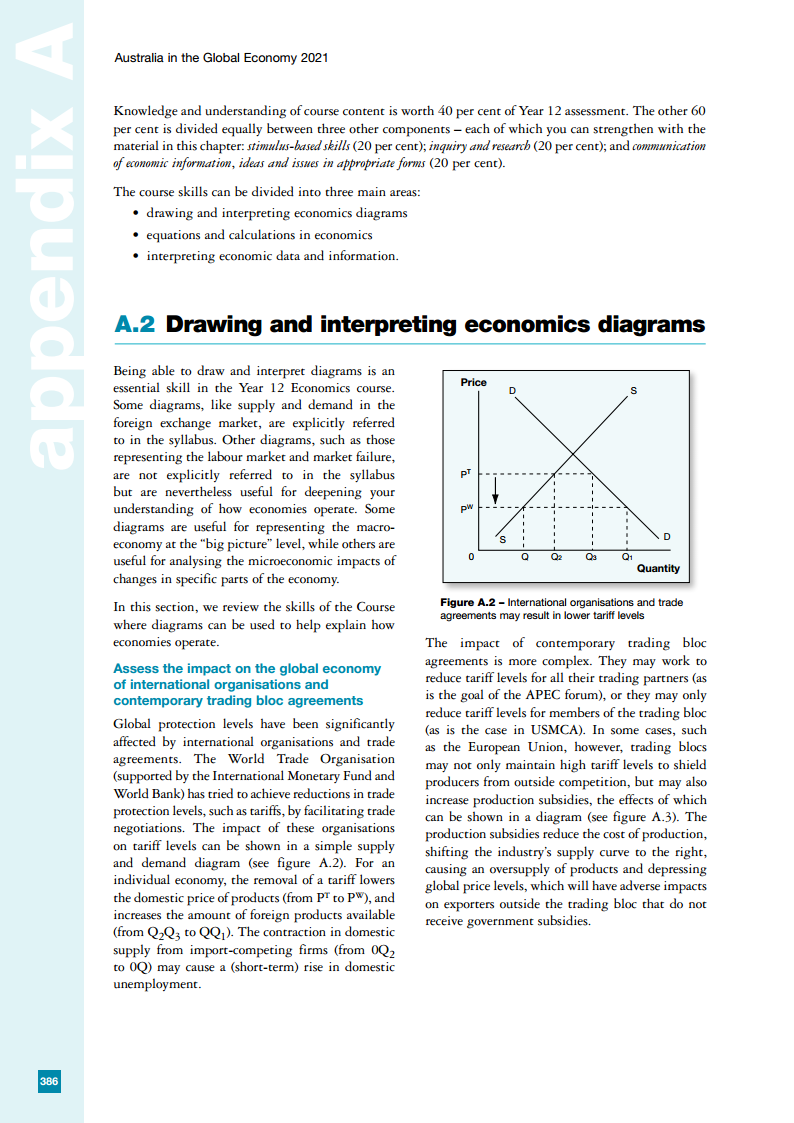 appendix A
Australia in the Global Economy 2021
Knowledge and understanding of course content is worth 40 per cent of Year 12 assessment. The other 60
per cent is divided equally between three other components – each of which you can strengthen with the
material in this chapter: stimulus-based skills (20 per cent); inquiry and research (20 per cent); and communication
of economic information, ideas and issues in appropriate forms (20 per cent).
The course skills can be divided into three main areas:
• drawing and interpreting economics diagrams
• equations and calculations in economics
• interpreting economic data and information.
A.2 Drawing and interpreting economics diagrams
Being able to draw and interpret diagrams is an
essential skill in the Year 12 Economics course.
Some diagrams, like supply and demand in the
foreign exchange market, are explicitly referred
to in the syllabus. Other diagrams, such as those
representing the labour market and market failure,
are not explicitly referred to in the syllabus
but are nevertheless useful for deepening your
understanding of how economies operate. Some
diagrams are useful for representing the macro-
economy at the “big picture” level, while others are
useful for analysing the microeconomic impacts of
changes in specific parts of the economy.
In this section, we review the skills of the Course
where diagrams can be used to help explain how
economies operate.
Assess the impact on the global economy
of international organisations and
contemporary trading bloc agreements
Global protection levels have been significantly
affected by international organisations and trade
agreements. The World Trade Organisation
(supported by the International Monetary Fund and
World Bank) has tried to achieve reductions in trade
protection levels, such as tariffs, by facilitating trade
negotiations. The impact of these organisations
on tariff levels can be shown in a simple supply
and demand diagram (see figure A.2). For an
individual economy, the removal of a tariff lowers
the domestic price of products (from Pᵀ to Pᵂ), and
increases the amount of foreign products available
(from Q₂Q₃ to QQ₁). The contraction in domestic
supply from import-competing firms (from 0Q₂
to 0Q) may cause a (short-term) rise in domestic
unemployment.
Price
D
S
Pᵀ
Pᵂ
S
D
0
Q
Q₂
Q₃
Q₁
Quantity
Figure A.2 – International organisations and trade
agreements may result in lower tariff levels
The impact of contemporary trading bloc
agreements is more complex. They may work to
reduce tariff levels for all their trading partners (as
is the goal of the APEC forum), or they may only
reduce tariff levels for members of the trading bloc
(as is the case in USMCA). In some cases, such
as the European Union, however, trading blocs
may not only maintain high tariff levels to shield
producers from outside competition, but may also
increase production subsidies, the effects of which
can be shown in a diagram (see figure A.3). The
production subsidies reduce the cost of production,
shifting the industry’s supply curve to the right,
causing an oversupply of products and depressing
global price levels, which will have adverse impacts
on exporters outside the trading bloc that do not
receive government subsidies.
386